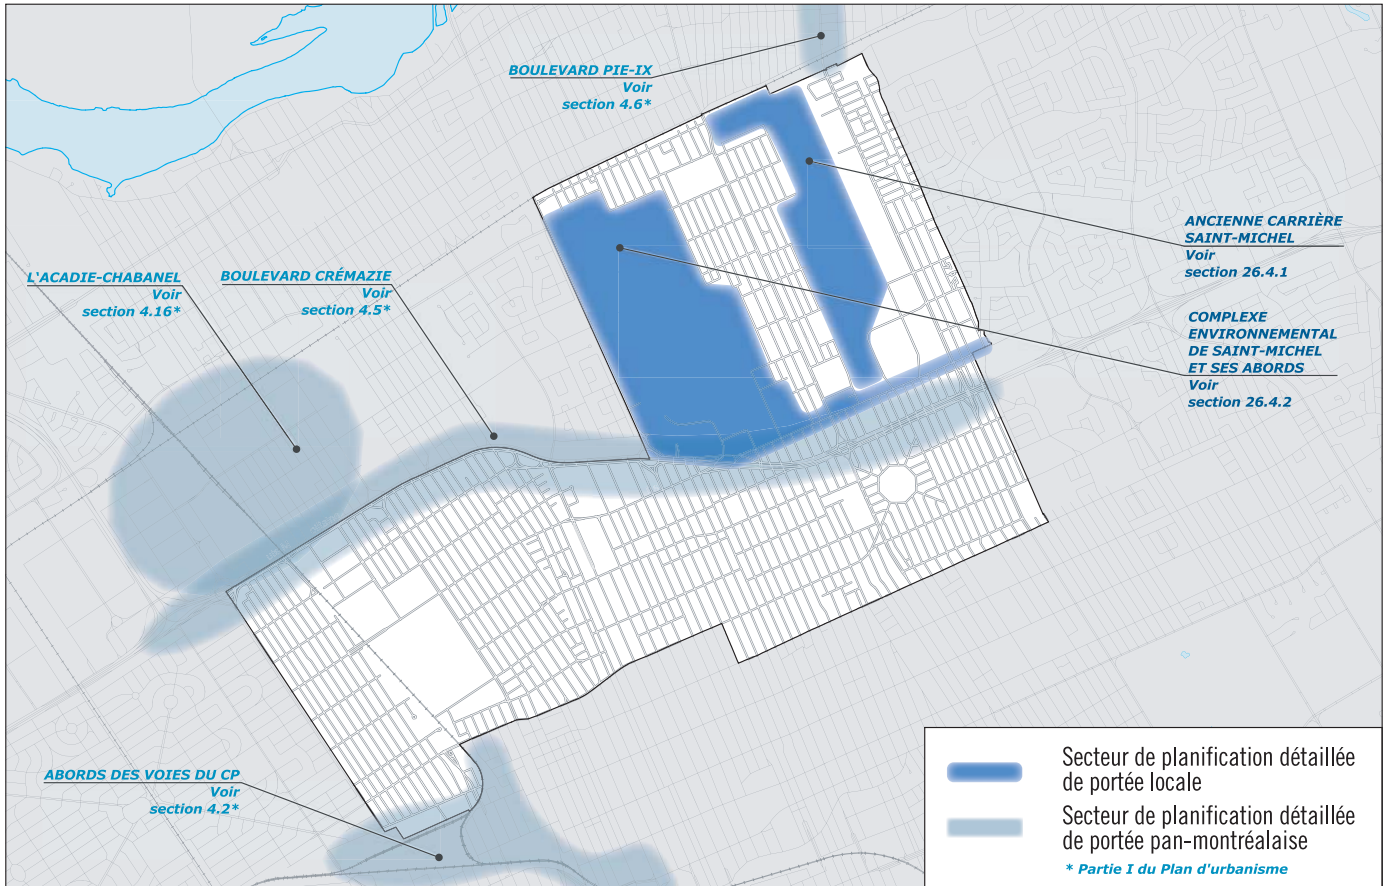 BOULEVARD PIE-IX
Voir
section 4.6*
ANCIENNE CARRIÈRE
SAINT-MICHEL
Voir
section 26.4.1
L'ACADIE-CHABANEL
Voir
section 4.16*
BOULEVARD CRÉMAZIE
Voir
section 4.5*
COMPLEXE
ENVIRONNEMENTAL
DE SAINT-MICHEL
ET SES ABORDS
Voir
section 26.4.2
ABORDS DES VOIES DU CP
Voir
section 4.2*
Secteur de planification détaillée
de portée locale
Secteur de planification détaillée
de portée pan-montréalaise
* Partie I du Plan d'urbanisme